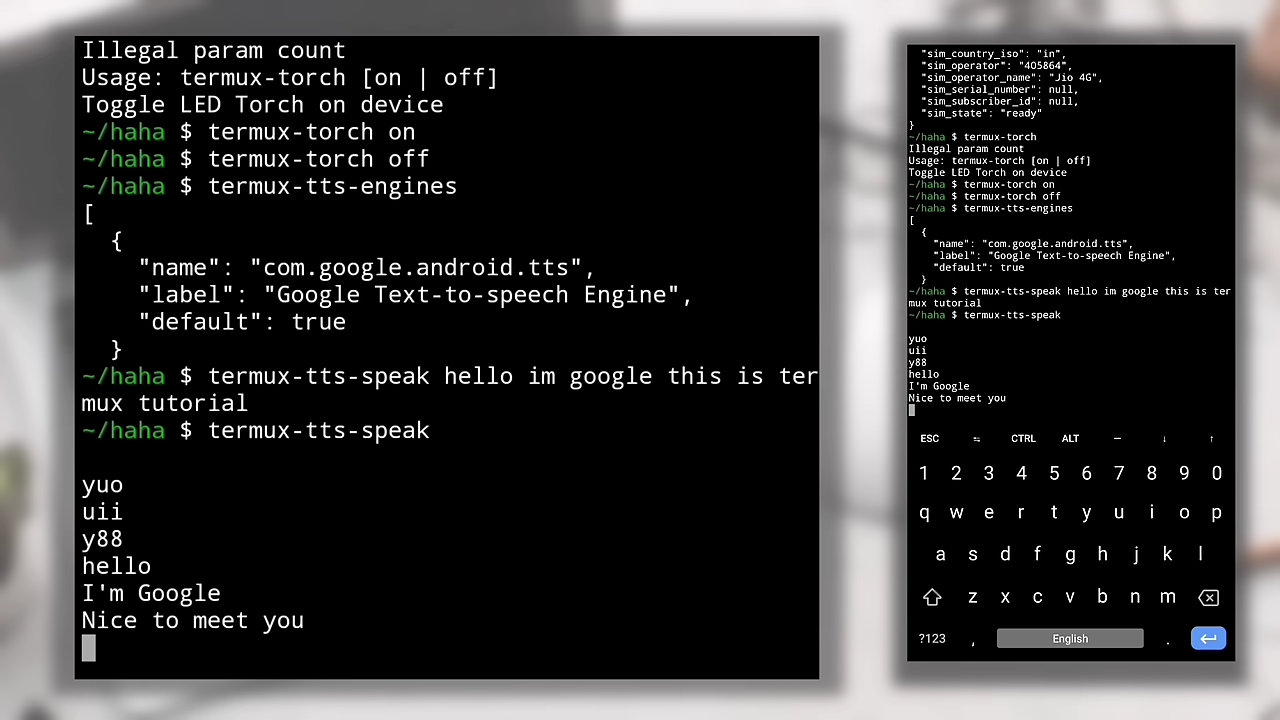 Illegal param count
Usage: termux-torch [on | off]
Toggle LED Torch on device
~/haha $ termux-torch on
~/haha $ termux-torch off
~/haha $ termux-tts-engines
[
  {
    "name": "com.google.android.tts",
    "label": "Google Text-to-speech Engine",
    "default": true
  }
~/haha $ termux-tts-speak hello im google this is ter
mux tutorial
~/haha $ termux-tts-speak

yuo
uii
y88
hello
I'm Google
Nice to meet you
  "sim_country_iso": "in",
  "sim_operator": "405864",
  "sim_operator_name": "Jio 4G",
  "sim_serial_number": null,
  "sim_subscriber_id": null,
  "sim_state": "ready"
}
~/haha $ termux-torch
Illegal param count
Usage: termux-torch [on | off]
Toggle LED Torch on device
~/haha $ termux-torch on
~/haha $ termux-torch off
~/haha $ termux-tts-engines
[
  {
    "name": "com.google.android.tts",
    "label": "Google Text-to-speech Engine",
    "default": true
  }
~/haha $ termux-tts-speak hello im google this is ter
mux tutorial
~/haha $ termux-tts-speak

yuo
uii
y88
hello
I'm Google
Nice to meet you
ESC ⇆ CTRL ALT — ↓ ↑
1 2 3 4 5 6 7 8 9 0
q w e r t y u i o p
a s d f g h j k l
z x c v b n m
?123 , English .